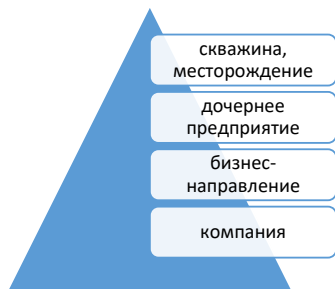 скважина,
месторождение
дочернее
предприятие
бизнес-
направление
компания